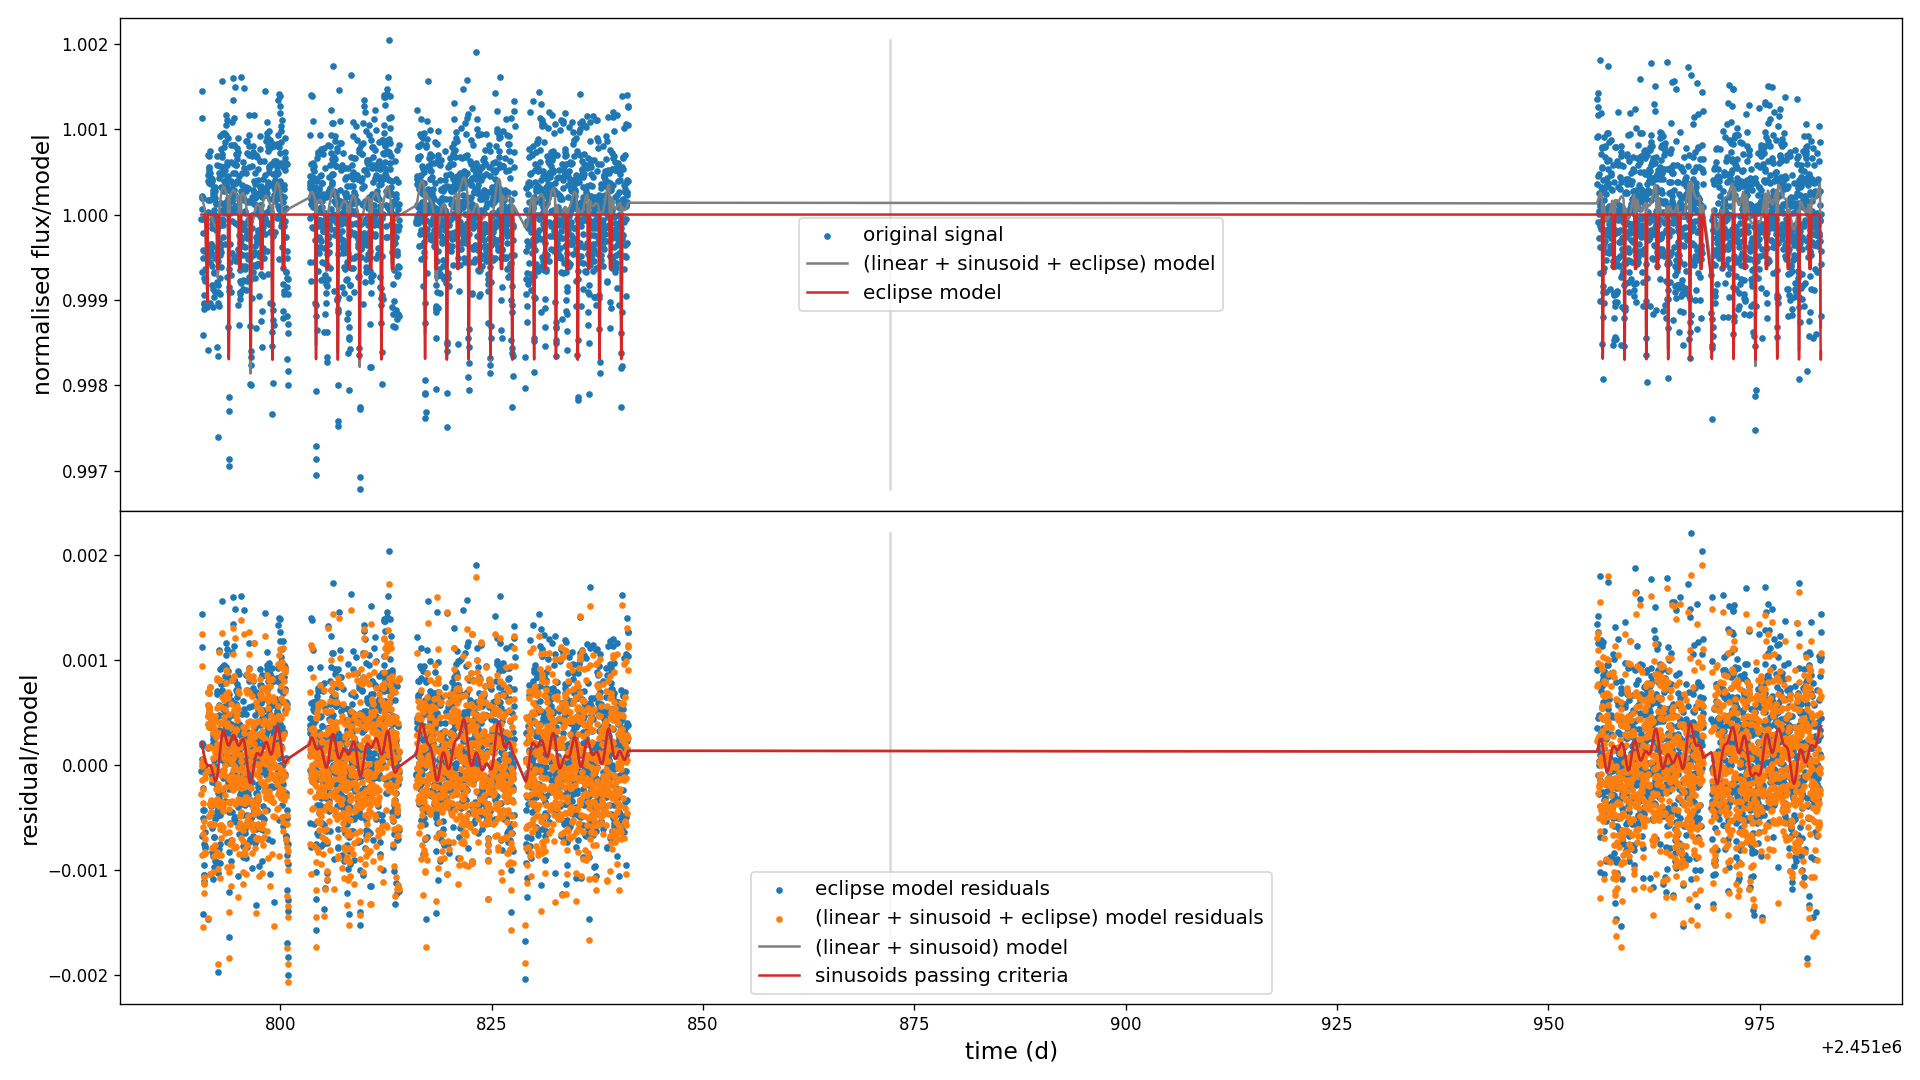 1.002
1.001
1.000
0.999
0.998
0.997
normalised flux/model
original signal
(linear + sinusoid + eclipse) model
eclipse model
0.002
0.001
0.000
−0.001
−0.002
residual/model
eclipse model residuals
(linear + sinusoid + eclipse) model residuals
(linear + sinusoid) model
sinusoids passing criteria
800 825 850 875 900 925 950 975
+2.451e6
time (d)